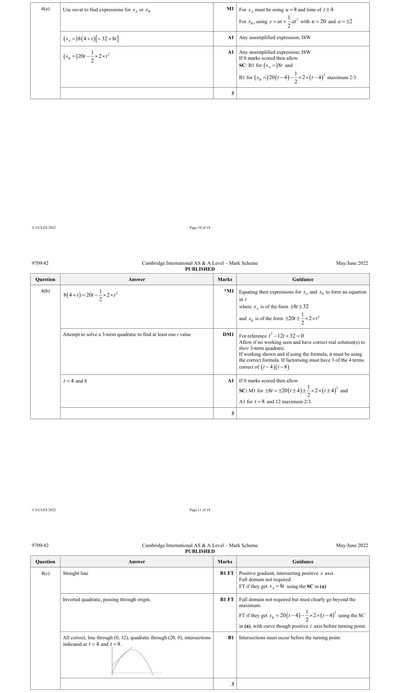 4(a) Use suvat to find expressions for s_A or s_B M1 For s_A must be using u = 8 and time of t ± 4
For s_B, using s = ut + 1/2 at² with u = 20 and a = ±2
(s_A =)8(4+t)[= 32+8t] A1 Any unsimplified expression; ISW
(s_B =)20t − 1/2 × 2 × t² A1 Any unsimplified expression; ISW
If 0 marks scored then allow
SC: B1 for (s_A =)8t and
B1 for (s_B =)20(t−4) − 1/2 × 2 × (t−4)² maximum 2/3
3
© UCLES 2022 Page 10 of 18
9709/42 Cambridge International AS & A Level – Mark Scheme May/June 2022
PUBLISHED
Question Answer Marks Guidance
4(b) 8(4+t) = 20t − 1/2 × 2 × t² *M1 Equating their expressions for s_A and s_B to form an equation
in t
where s_A is of the form ±8t ± 32
and s_B is of the form ±20t ± 1/2 × 2 × t²
Attempt to solve a 3-term quadratic to find at least one t value DM1 For reference t² − 12t + 32 = 0
Allow if no working seen and have correct real solution(s) to
their 3-term quadratic.
If working shown and if using the formula, it must be using
the correct formula. If factorising must have 3 of the 4 terms
correct of (t−4)(t−8)
A1 If 0 marks scored then allow
SC: M1 for ±8t = ±20(t±4) ± 1/2 × 2 × (t±4)² and
A1 for t = 8 and 12 maximum 2/3.
3
© UCLES 2022 Page 11 of 18
9709/42 Cambridge International AS & A Level – Mark Scheme May/June 2022
PUBLISHED
Question Answer Marks Guidance
4(c) Straight line B1 FT Positive gradient, intersecting positive s axis.
Full domain not required.
FT if they get s_A = 8t using the SC in (a)
Inverted quadratic, passing through origin. B1 FT Full domain not required but must clearly go beyond the
maximum.
FT if they get s_B = 20(t−4) − 1/2 × 2 × (t−4)² using the SC
in (a), with curve though positive t axis before turning point.
All correct, line through (0, 32), quadratic through (20, 0), intersections
indicated at t = 4 and t = 8. B1 Intersections must occur before the turning point.
3